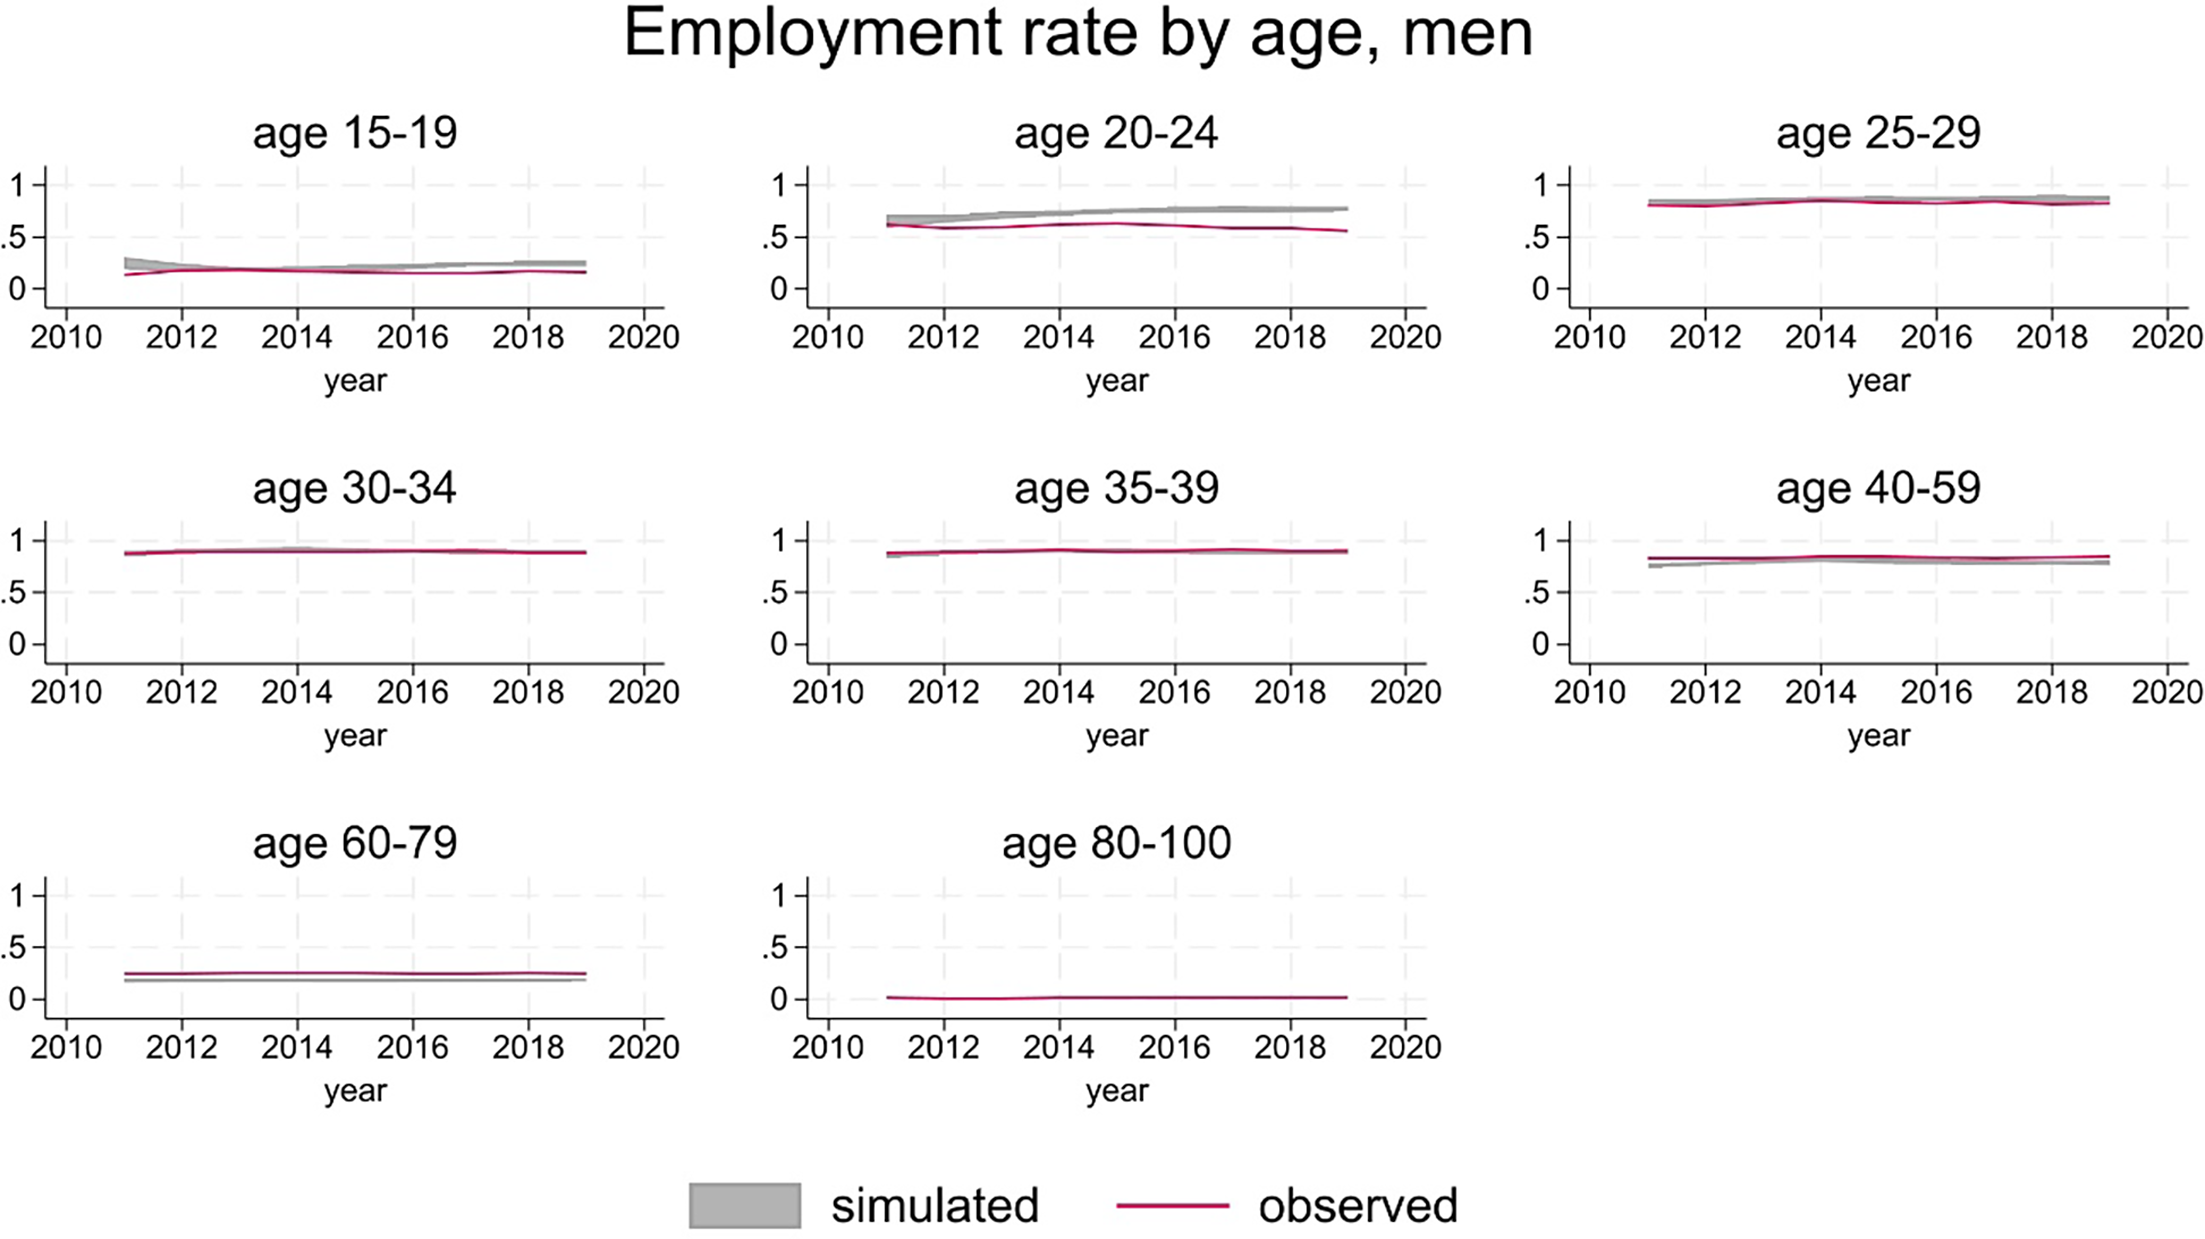 Employment rate by age, men
age 15-19
1
.5
0
2010 2012 2014 2016 2018 2020
year
age 20-24
1
.5
0
2010 2012 2014 2016 2018 2020
year
age 25-29
1
.5
0
2010 2012 2014 2016 2018 2020
year
age 30-34
1
.5
0
2010 2012 2014 2016 2018 2020
year
age 35-39
1
.5
0
2010 2012 2014 2016 2018 2020
year
age 40-59
1
.5
0
2010 2012 2014 2016 2018 2020
year
age 60-79
1
.5
0
2010 2012 2014 2016 2018 2020
year
age 80-100
1
.5
0
2010 2012 2014 2016 2018 2020
year
simulated observed